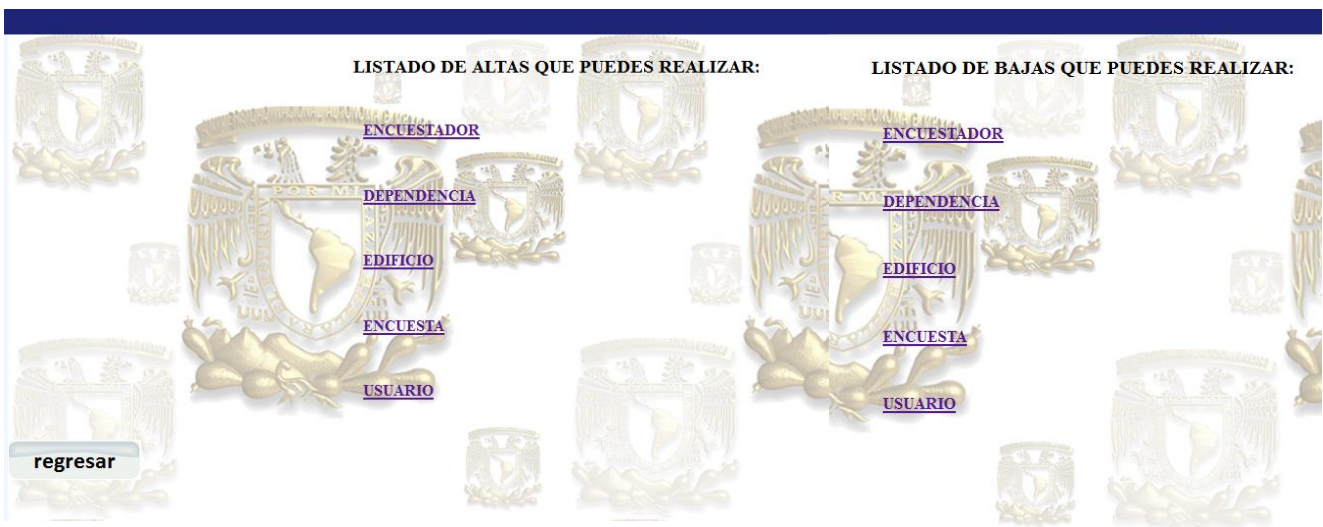 LISTADO DE ALTAS QUE PUEDES REALIZAR:
ENCUESTADOR
DEPENDENCIA
EDIFICIO
ENCUESTA
USUARIO
LISTADO DE BAJAS QUE PUEDES REALIZAR:
ENCUESTADOR
DEPENDENCIA
EDIFICIO
ENCUESTA
USUARIO
regresar